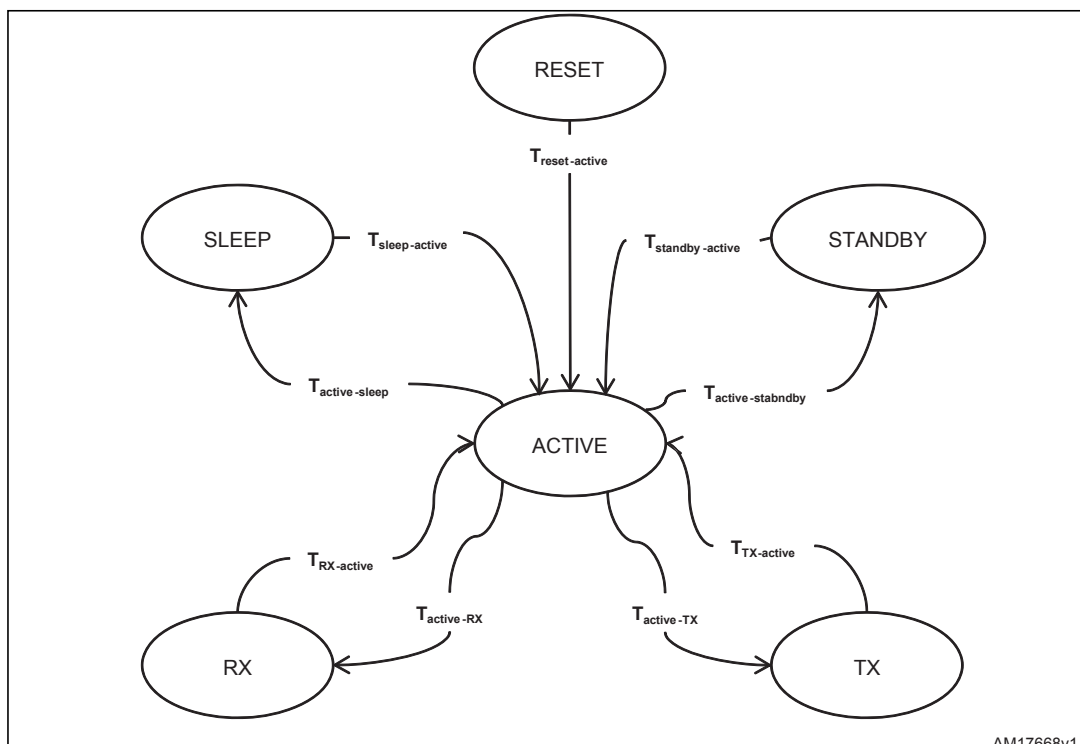 RESET
Treset-active
SLEEP
Tsleep-active
Tstandby-active
STANDBY
Tactive-sleep
Tactive-stabndby
ACTIVE
TRX-active
TTX-active
Tactive-RX
Tactive-TX
RX
TX
AM17668v1